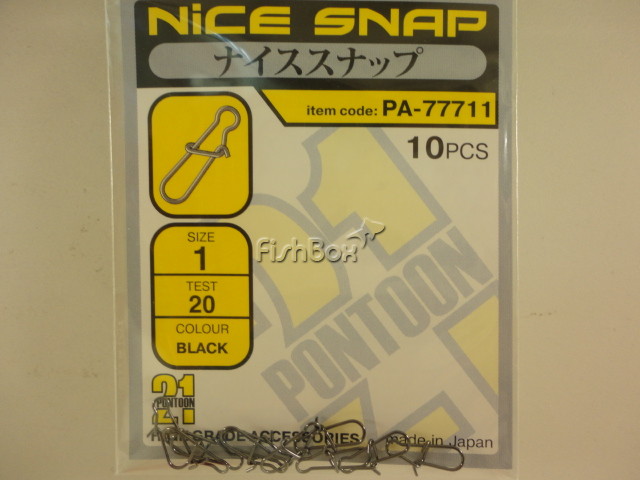 NiCE SNAP
ナイススナップ
item code: PA-77711
10PCS
SIZE
1
TEST
20
COLOUR
BLACK
FishBox
21
PONTOON
21
PONTOON
GRADE ACCESSORIES
made in Japan